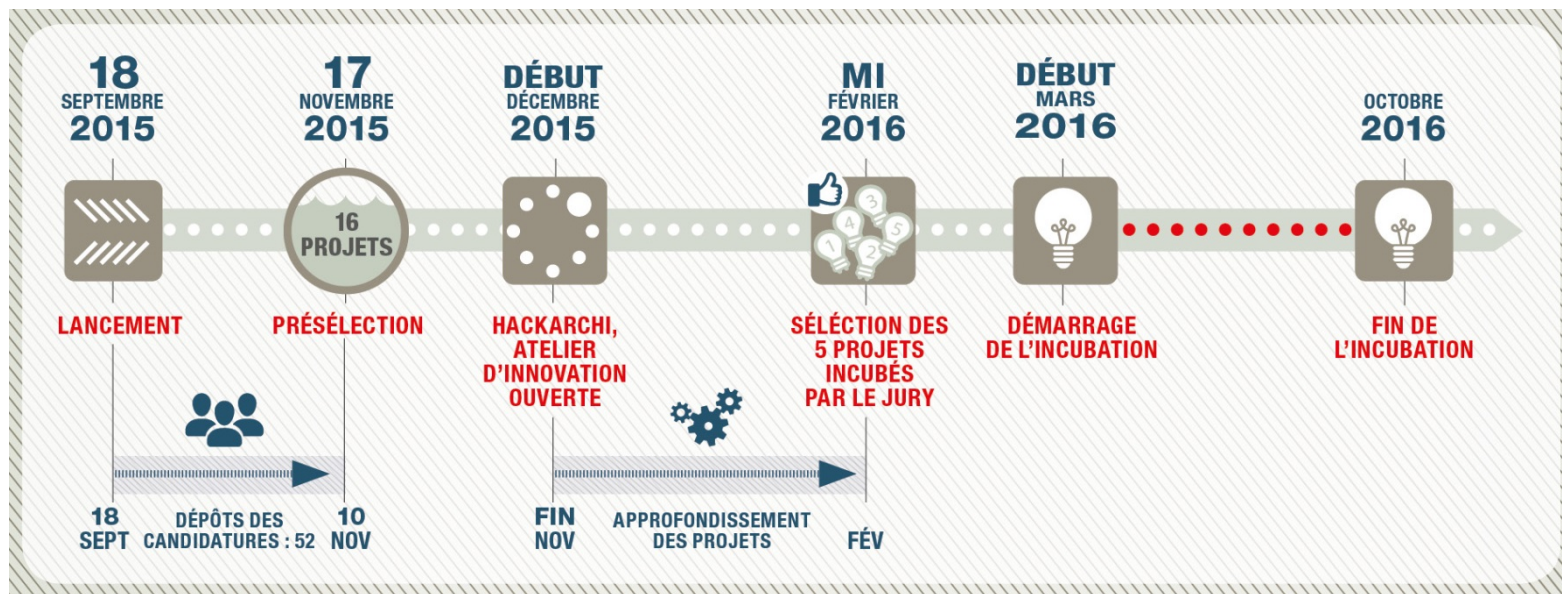 18
SEPTEMBRE
2015
17
NOVEMBRE
2015
DÉBUT
DÉCEMBRE
2015
MI
FÉVRIER
2016
DÉBUT
MARS
2016
OCTOBRE
2016
16
PROJETS
1
4
3
2
5
LANCEMENT
PRÉSÉLECTION
HACKARCHI,
ATELIER
D'INNOVATION
OUVERTE
SÉLÉCTION DES
5 PROJETS
INCUBÉS
PAR LE JURY
DÉMARRAGE
DE L'INCUBATION
FIN DE
L'INCUBATION
18
SEPT
DÉPÔTS DES
CANDIDATURES : 52
10
NOV
FIN
NOV
APPROFONDISSEMENT
DES PROJETS
FÉV